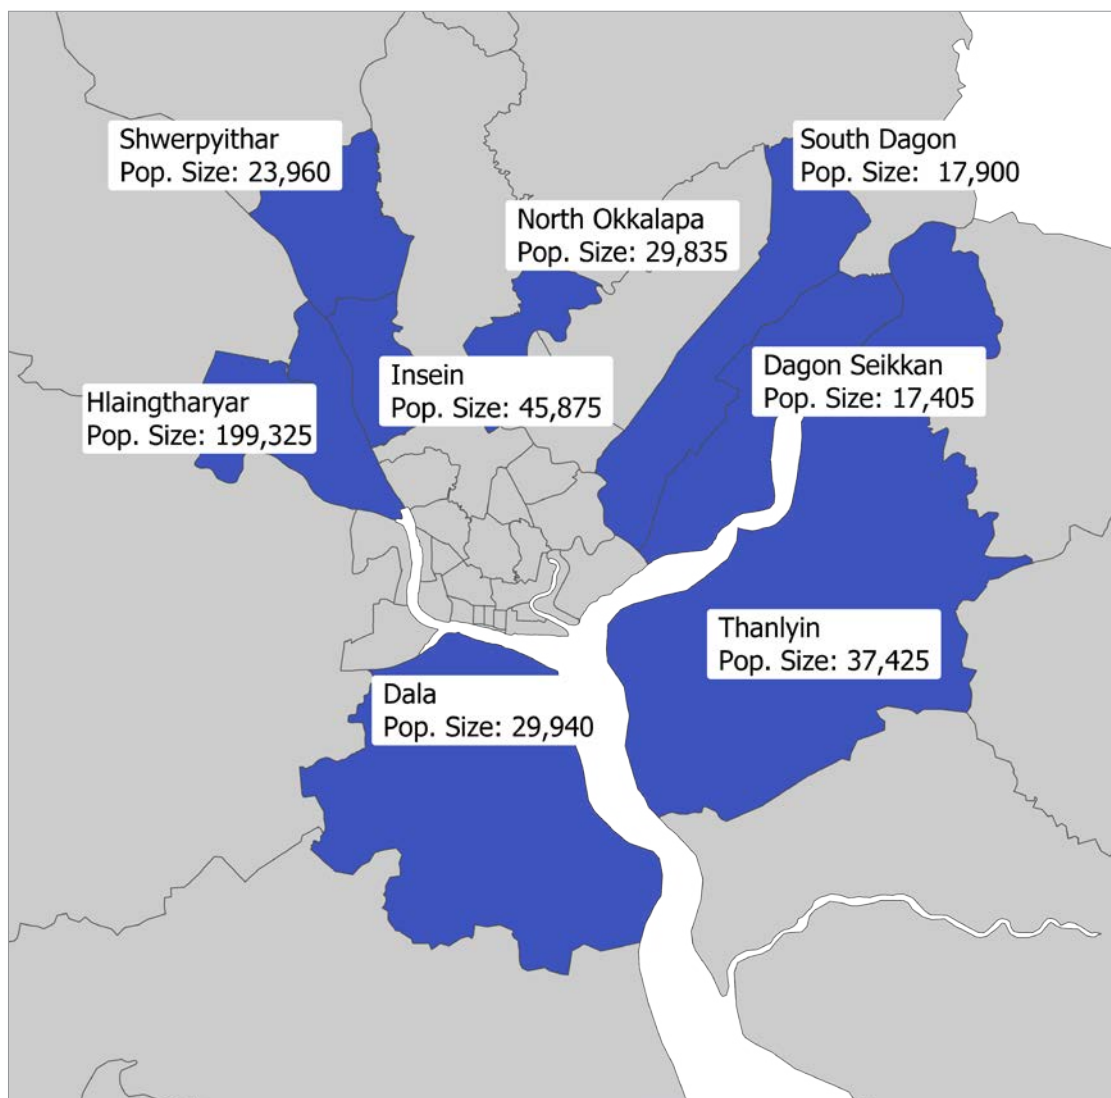 Shwerpyithar
Pop. Size: 23,960
South Dagon
Pop. Size:  17,900
North Okkalapa
Pop. Size: 29,835
Insein
Pop. Size: 45,875
Dagon Seikkan
Pop. Size: 17,405
Hlaingtharyar
Pop. Size: 199,325
Thanlyin
Pop. Size: 37,425
Dala
Pop. Size: 29,940